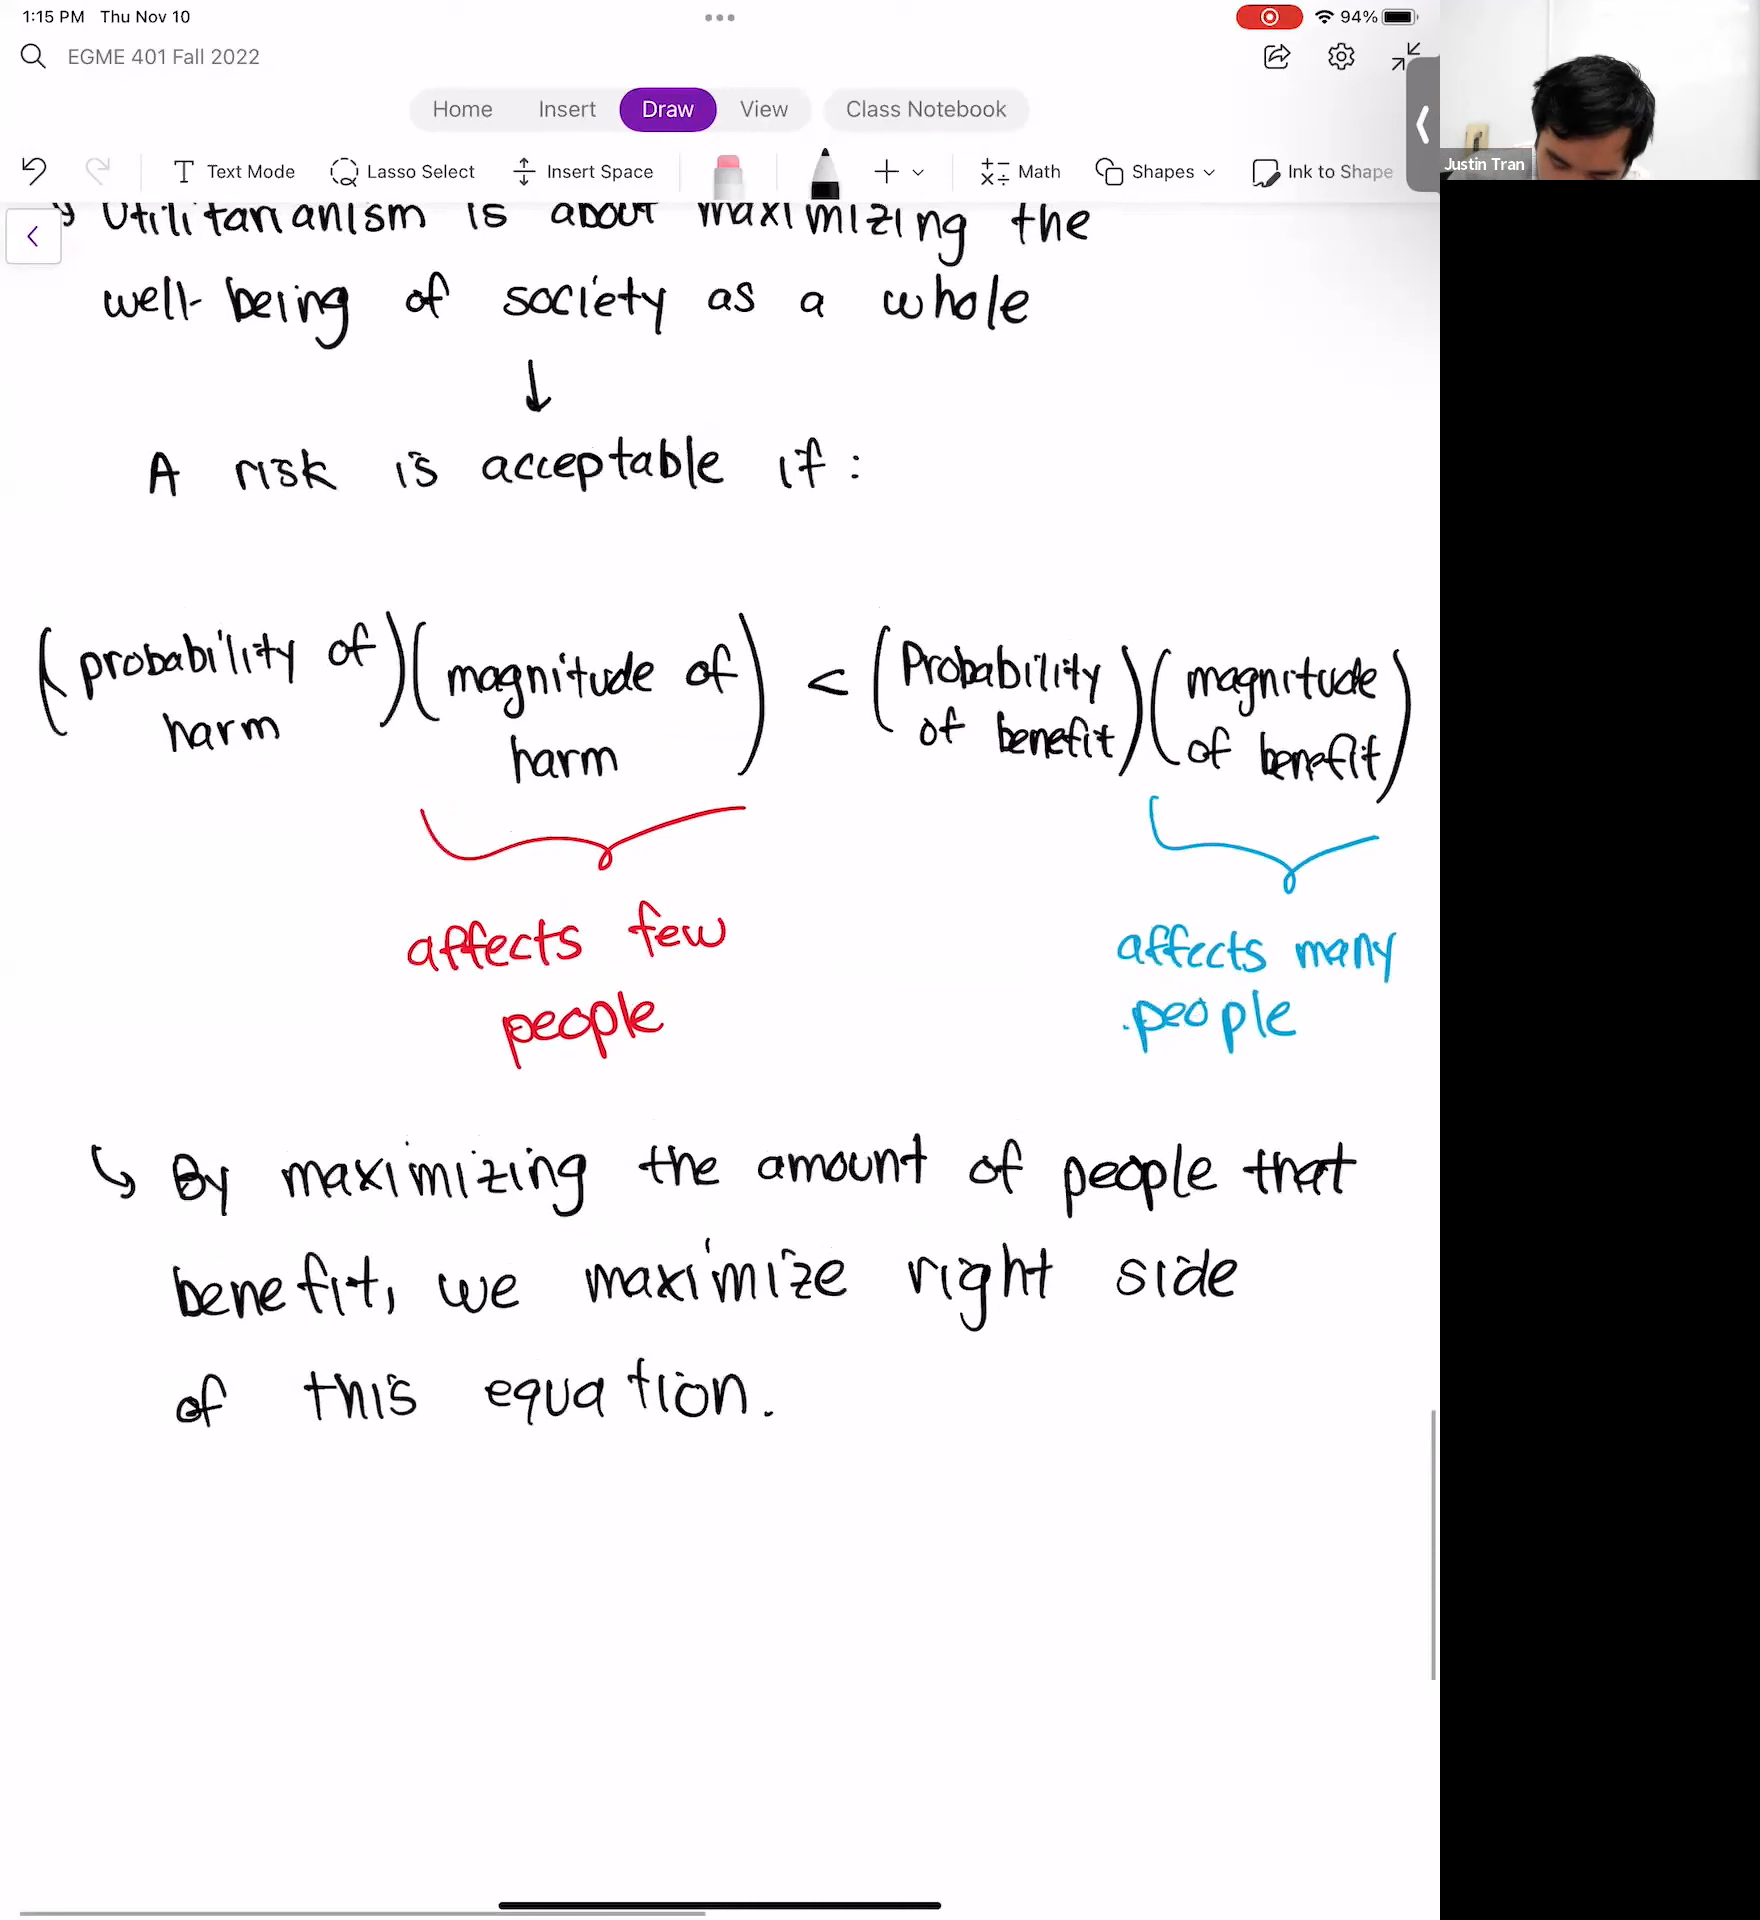 1:15 PM Thu Nov 10
94%
EGME 401 Fall 2022
Home Insert Draw View Class Notebook
Text Mode Lasso Select Insert Space Math Shapes Ink to Shape
Justin Tran
Utilitarianism is about maximizing the
well-being of society as a whole
↓
A risk is acceptable if :
(probability of harm)(magnitude of harm) < (Probability of benefit)(magnitude of benefit)
affects few
people
affects many
people
↳ By maximizing the amount of people that
benefit, we maximize right side
of this equation.